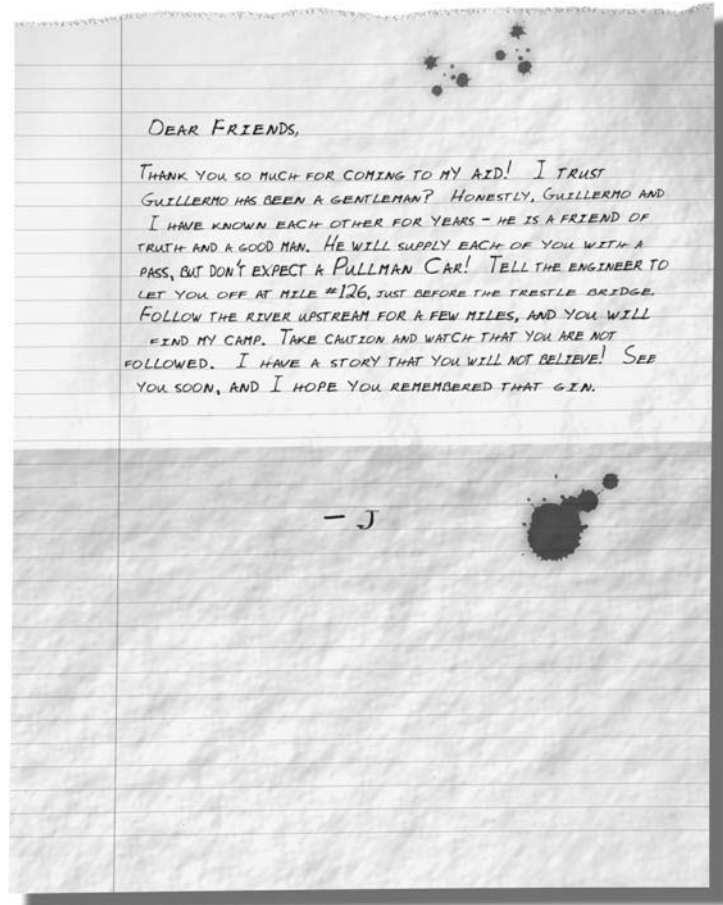 Dear Friends,
Thank you so much for coming to my aid! I trust
Guillermo has been a gentleman? Honestly, Guillermo and
I have known each other for years – he is a friend of
truth and a good man. He will supply each of you with a
pass, but don't expect a Pullman Car! Tell the engineer to
let you off at mile #126, just before the trestle bridge.
Follow the river upstream for a few miles, and you will
find my camp. Take caution and watch that you are not
followed. I have a story that you will not believe! See
you soon, and I hope you remembered that gin.
– J